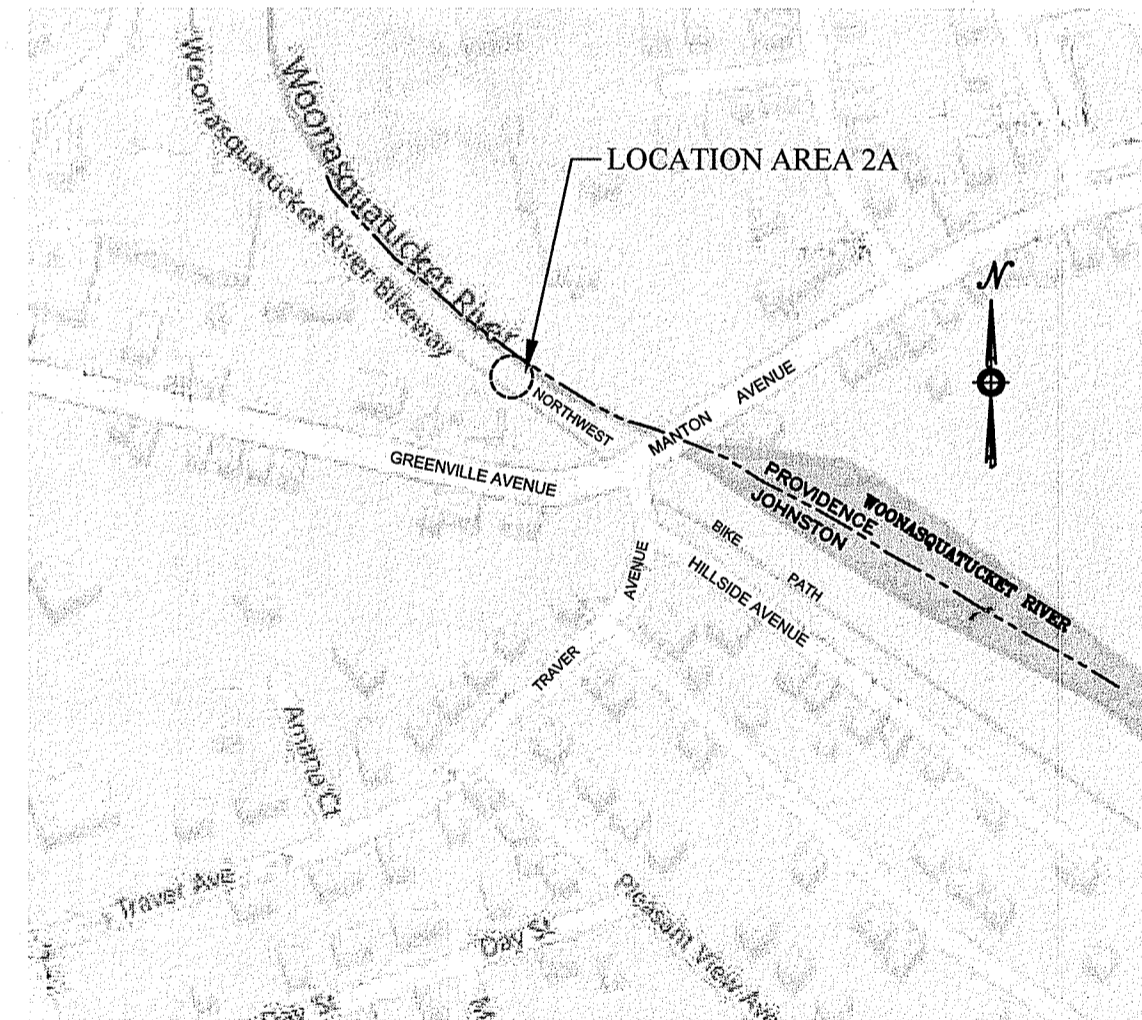 Woonasquatucket River
Woonasquatucket River Bikeway
LOCATION AREA 2A
N
NORTHWEST
MANTON AVENUE
GREENVILLE AVENUE
PROVIDENCE
JOHNSTON
WOONASQUATUCKET RIVER
BIKE PATH
HILLSIDE AVENUE
TRAVER AVENUE
Traver Ave
Day St
Pleasant View Ave
St